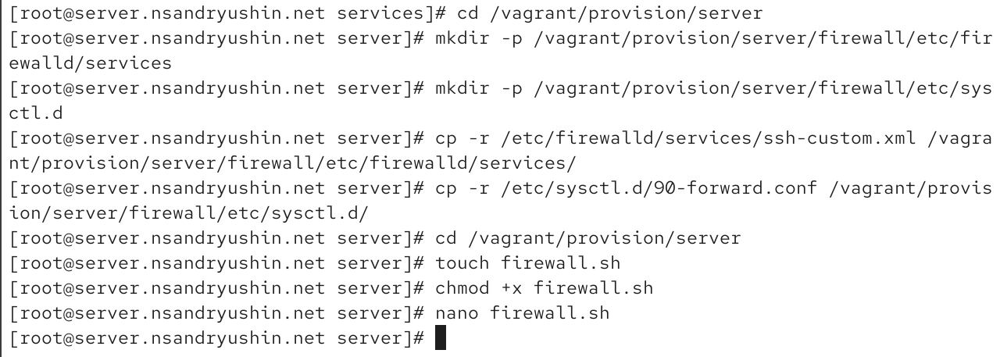 [root@server.nsandryushin.net services]# cd /vagrant/provision/server
[root@server.nsandryushin.net server]# mkdir -p /vagrant/provision/server/firewall/etc/fir
ewalld/services
[root@server.nsandryushin.net server]# mkdir -p /vagrant/provision/server/firewall/etc/sys
ctl.d
[root@server.nsandryushin.net server]# cp -r /etc/firewalld/services/ssh-custom.xml /vagra
nt/provision/server/firewall/etc/firewalld/services/
[root@server.nsandryushin.net server]# cp -r /etc/sysctl.d/90-forward.conf /vagrant/provis
ion/server/firewall/etc/sysctl.d/
[root@server.nsandryushin.net server]# cd /vagrant/provision/server
[root@server.nsandryushin.net server]# touch firewall.sh
[root@server.nsandryushin.net server]# chmod +x firewall.sh
[root@server.nsandryushin.net server]# nano firewall.sh
[root@server.nsandryushin.net server]#